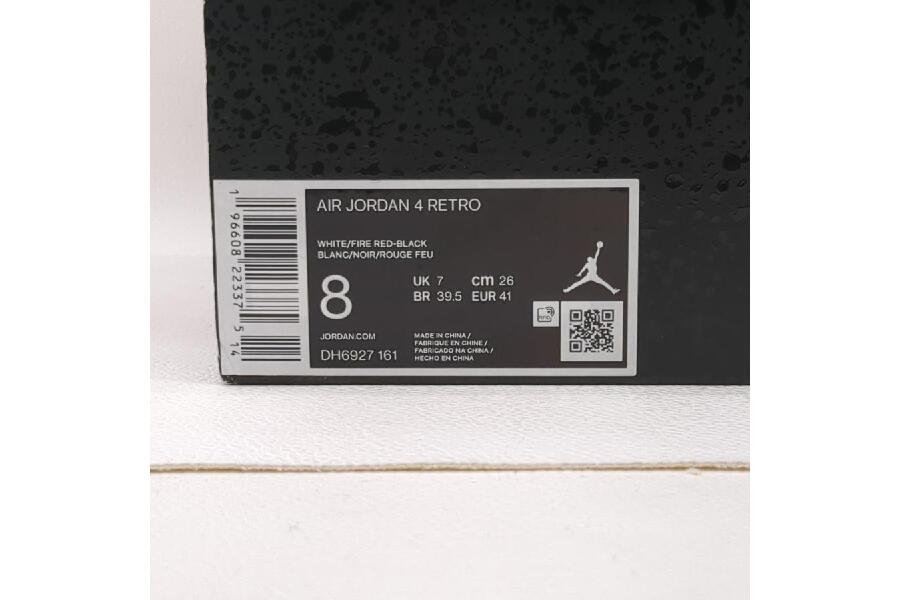 AIR JORDAN 4 RETRO
WHITE/FIRE RED-BLACK
BLANC/NOIR/ROUGE FEU
8
UK 7 cm 26
BR 39.5 EUR 41
JORDAN.COM
DH6927 161
MADE IN CHINA /
FABRIQUE EN CHINE /
FABRICADO NA CHINA /
HECHO EN CHINA
RFID
1 96608 22337 5 14